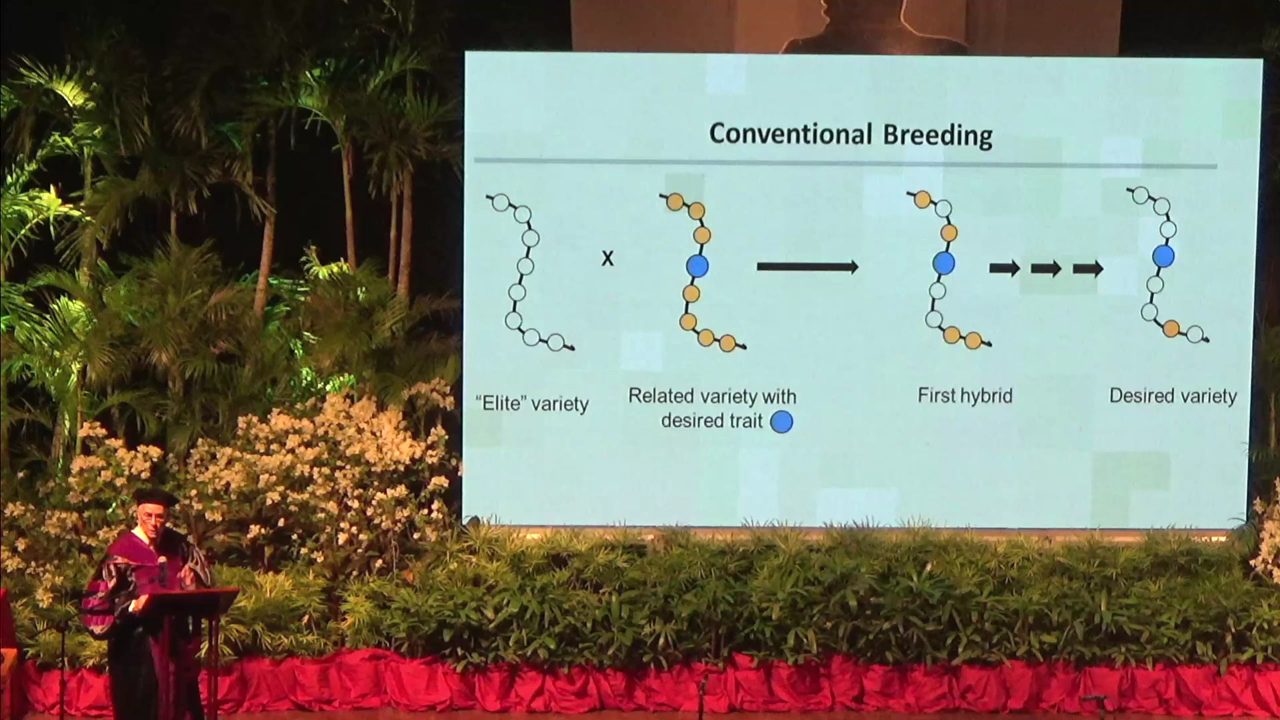 Conventional Breeding
X
“Elite” variety
Related variety with
desired trait
First hybrid
Desired variety